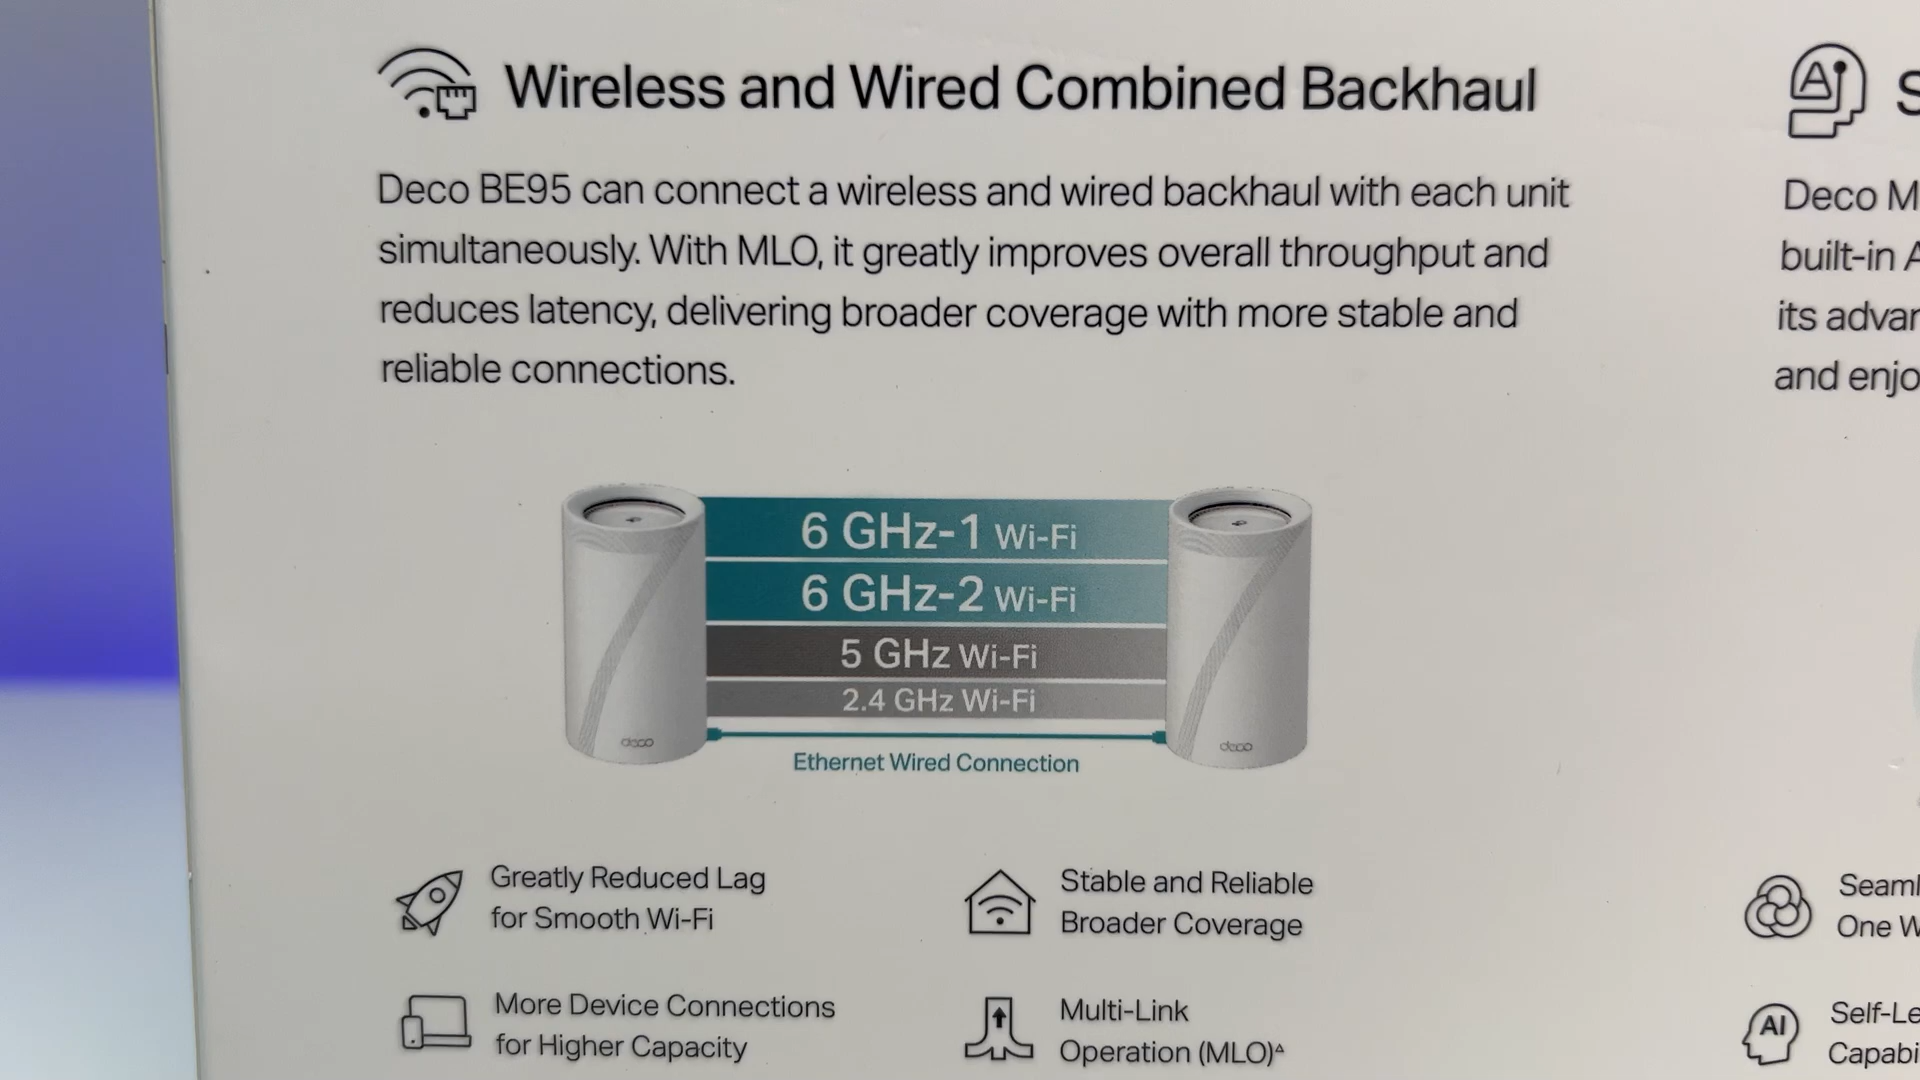 Wireless and Wired Combined Backhaul
Deco BE95 can connect a wireless and wired backhaul with each unit
simultaneously. With MLO, it greatly improves overall throughput and
reduces latency, delivering broader coverage with more stable and
reliable connections.
6 GHz-1 Wi-Fi
6 GHz-2 Wi-Fi
5 GHz Wi-Fi
2.4 GHz Wi-Fi
deco
deco
Ethernet Wired Connection
Greatly Reduced Lag
for Smooth Wi-Fi
Stable and Reliable
Broader Coverage
More Device Connections
for Higher Capacity
Multi-Link
Operation (MLO)△
AI
Deco
built-in
and
One
AI